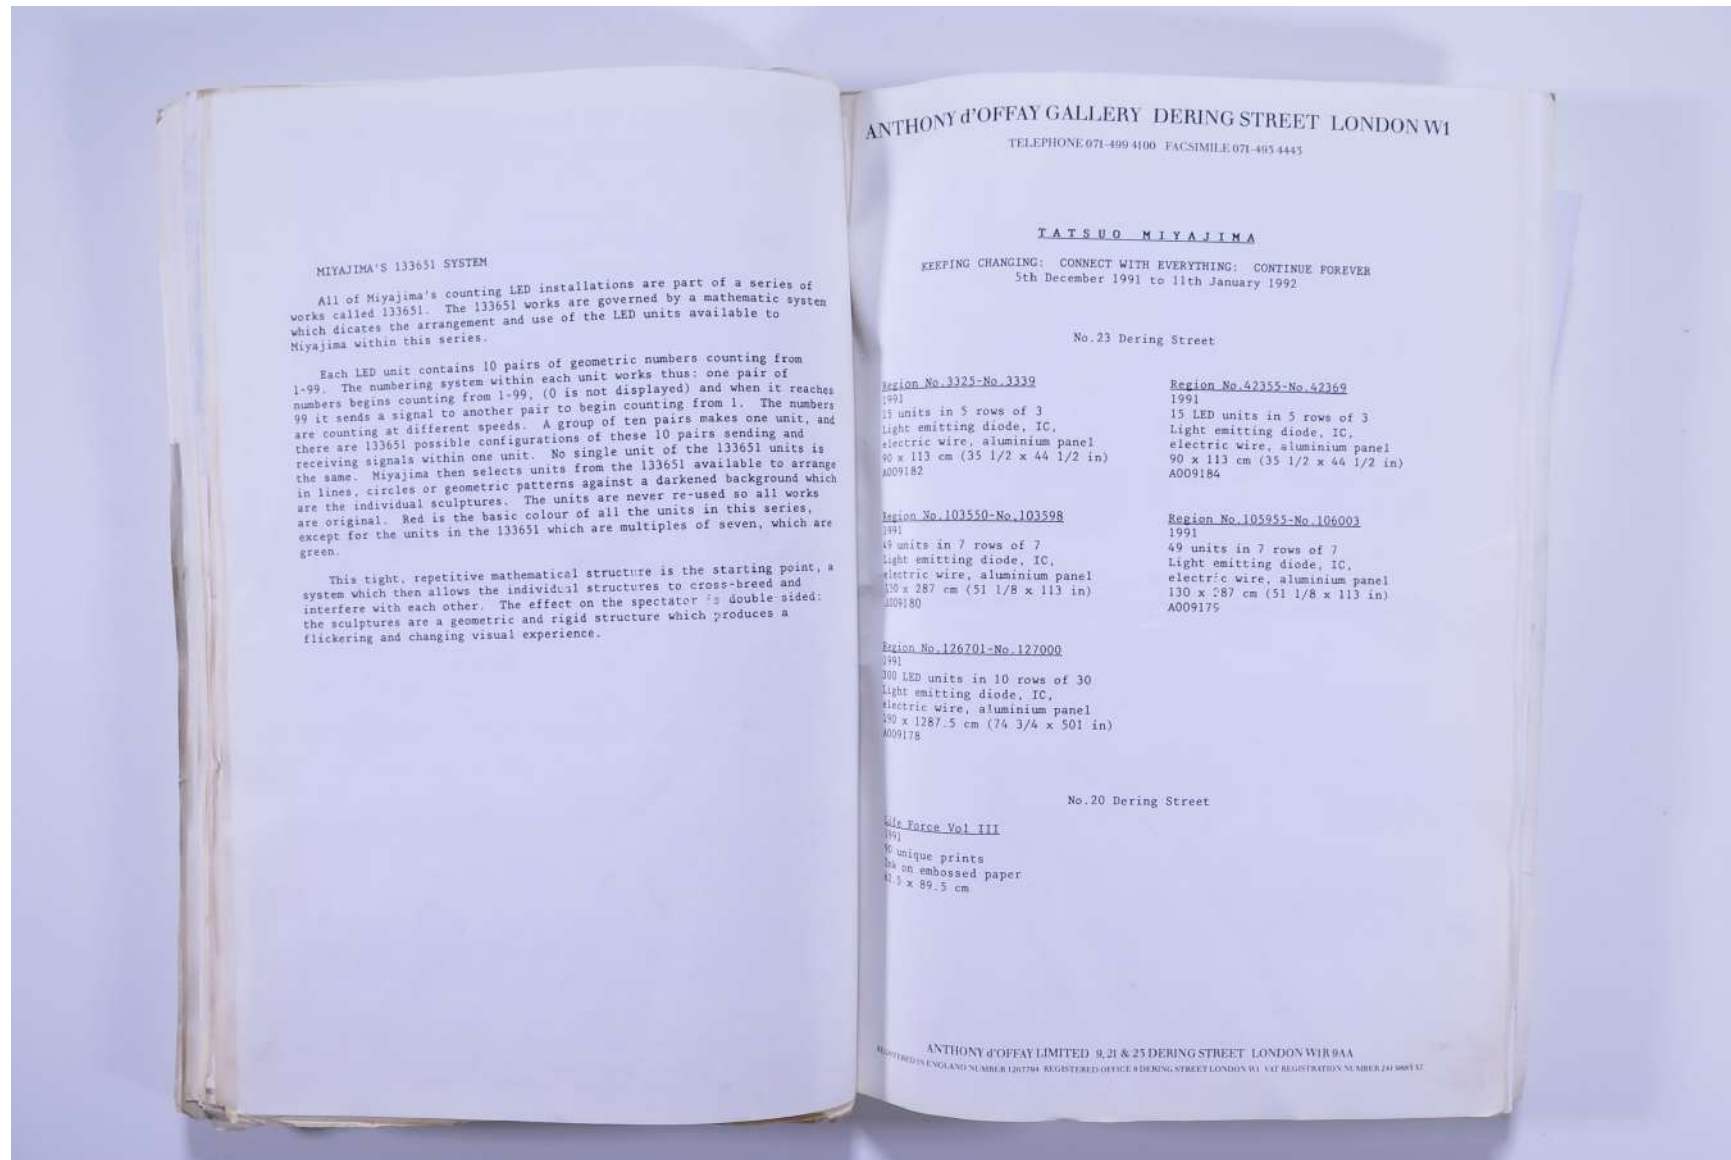 MIYAJIMA'S 133651 SYSTEM
All of Miyajima's counting LED installations are part of a series of
works called 133651. The 133651 works are governed by a mathematic system
which dicates the arrangement and use of the LED units available to
Miyajima within this series.
Each LED unit contains 10 pairs of geometric numbers counting from
1-99. The numbering system within each unit works thus: one pair of
numbers begins counting from 1-99, (0 is not displayed) and when it reaches
99 it sends a signal to another pair to begin counting from 1. The numbers
are counting at different speeds. A group of ten pairs makes one unit, and
there are 133651 possible configurations of these 10 pairs sending and
receiving signals within one unit. No single unit of the 133651 units is
the same. Miyajima then selects units from the 133651 available to arrange
in lines, circles or geometric patterns against a darkened background which
are the individual sculptures. The units are never re-used so all works
are original. Red is the basic colour of all the units in this series,
except for the units in the 133651 which are multiples of seven, which are
green.
This tight, repetitive mathematical structure is the starting point, a
system which then allows the individual structures to cross-breed and
interfere with each other. The effect on the spectator is double sided:
the sculptures are a geometric and rigid structure which produces a
flickering and changing visual experience.
ANTHONY d'OFFAY GALLERY DERING STREET LONDON W1
TELEPHONE 071-499 4100 FACSIMILE 071-493 4443
TATSUO MIYAJIMA
KEEPING CHANGING: CONNECT WITH EVERYTHING: CONTINUE FOREVER
5th December 1991 to 11th January 1992
No.23 Dering Street
Region No.3325-No.3339
1991
15 units in 5 rows of 3
Light emitting diode, IC,
electric wire, aluminium panel
90 x 113 cm (35 1/2 x 44 1/2 in)
A009182
Region No.42355-No.42369
1991
15 LED units in 5 rows of 3
Light emitting diode, IC,
electric wire, aluminium panel
90 x 113 cm (35 1/2 x 44 1/2 in)
A009184
Region No.103550-No.103598
1991
49 units in 7 rows of 7
Light emitting diode, IC,
electric wire, aluminium panel
130 x 287 cm (51 1/8 x 113 in)
A009180
Region No.105955-No.106003
1991
49 units in 7 rows of 7
Light emitting diode, IC,
electric wire, aluminium panel
130 x 287 cm (51 1/8 x 113 in)
A009179
Region No.126701-No.127000
1991
300 LED units in 10 rows of 30
Light emitting diode, IC,
electric wire, aluminium panel
190 x 1287.5 cm (74 3/4 x 501 in)
A009178
No.20 Dering Street
Life Force Vol III
1991
unique prints
Ink on embossed paper
x 89.5 cm
ANTHONY d'OFFAY LIMITED 9, 21 & 23 DERING STREET LONDON W1R 9AA
REGISTERED IN ENGLAND NUMBER REGISTERED OFFICE 9 DERING STREET LONDON W1 VAT REGISTRATION NUMBER